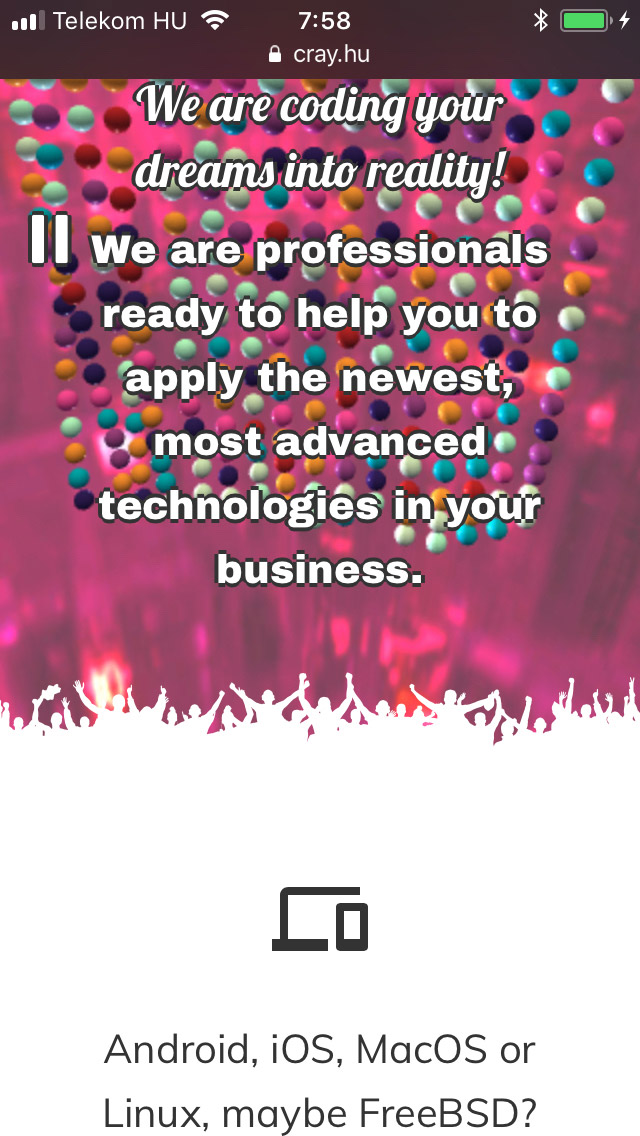 Telekom HU 7:58
cray.hu
We are coding your
dreams into reality!
We are professionals
ready to help you to
apply the newest,
most advanced
technologies in your
business.
Android, iOS, MacOS or
Linux, maybe FreeBSD?